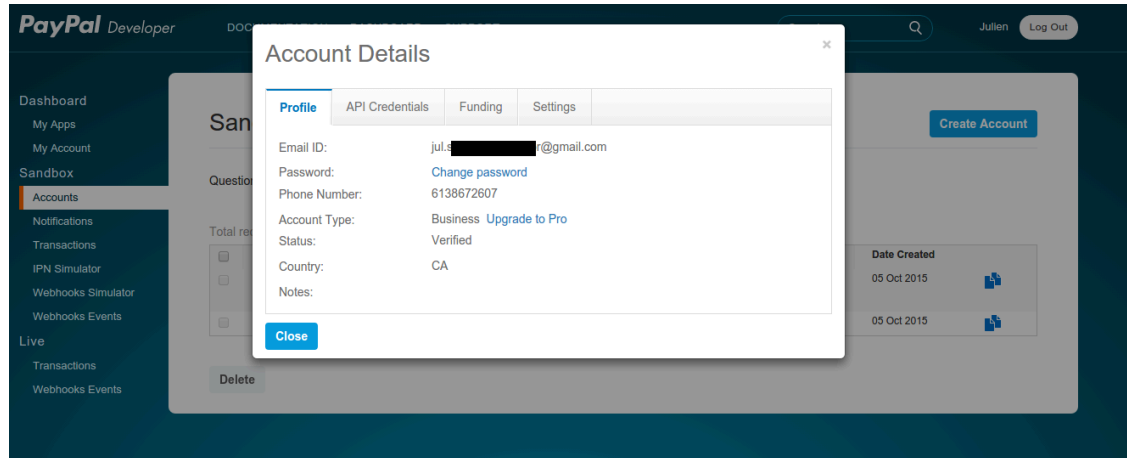 PayPal Developer
Julien Log Out
Account Details ×
Dashboard
My Apps
My Account
Sandbox
Accounts
Notifications
Transactions
IPN Simulator
Webhooks Simulator
Webhooks Events
Live
Transactions
Webhooks Events
Create Account
Profile API Credentials Funding Settings
Email ID: jul.s r@gmail.com
Password: Change password
Phone Number: 6138672607
Account Type: Business Upgrade to Pro
Status: Verified
Country: CA
Notes:
Close
Total
Date Created
05 Oct 2015
05 Oct 2015
Delete